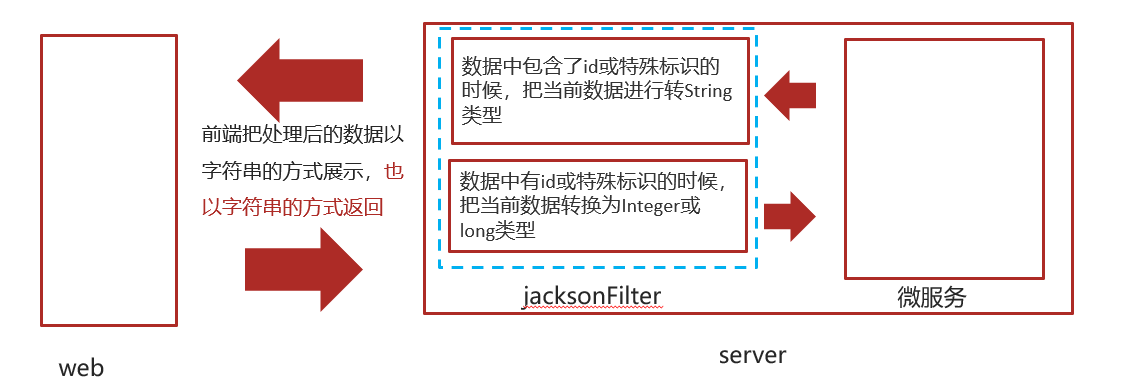 前端把处理后的数据以
字符串的方式展示，也
以字符串的方式返回
web
数据中包含了id或特殊标识的
时候，把当前数据进行转String
类型
数据中有id或特殊标识的时候，
把当前数据转换为Integer或
long类型
jacksonFilter
微服务
server